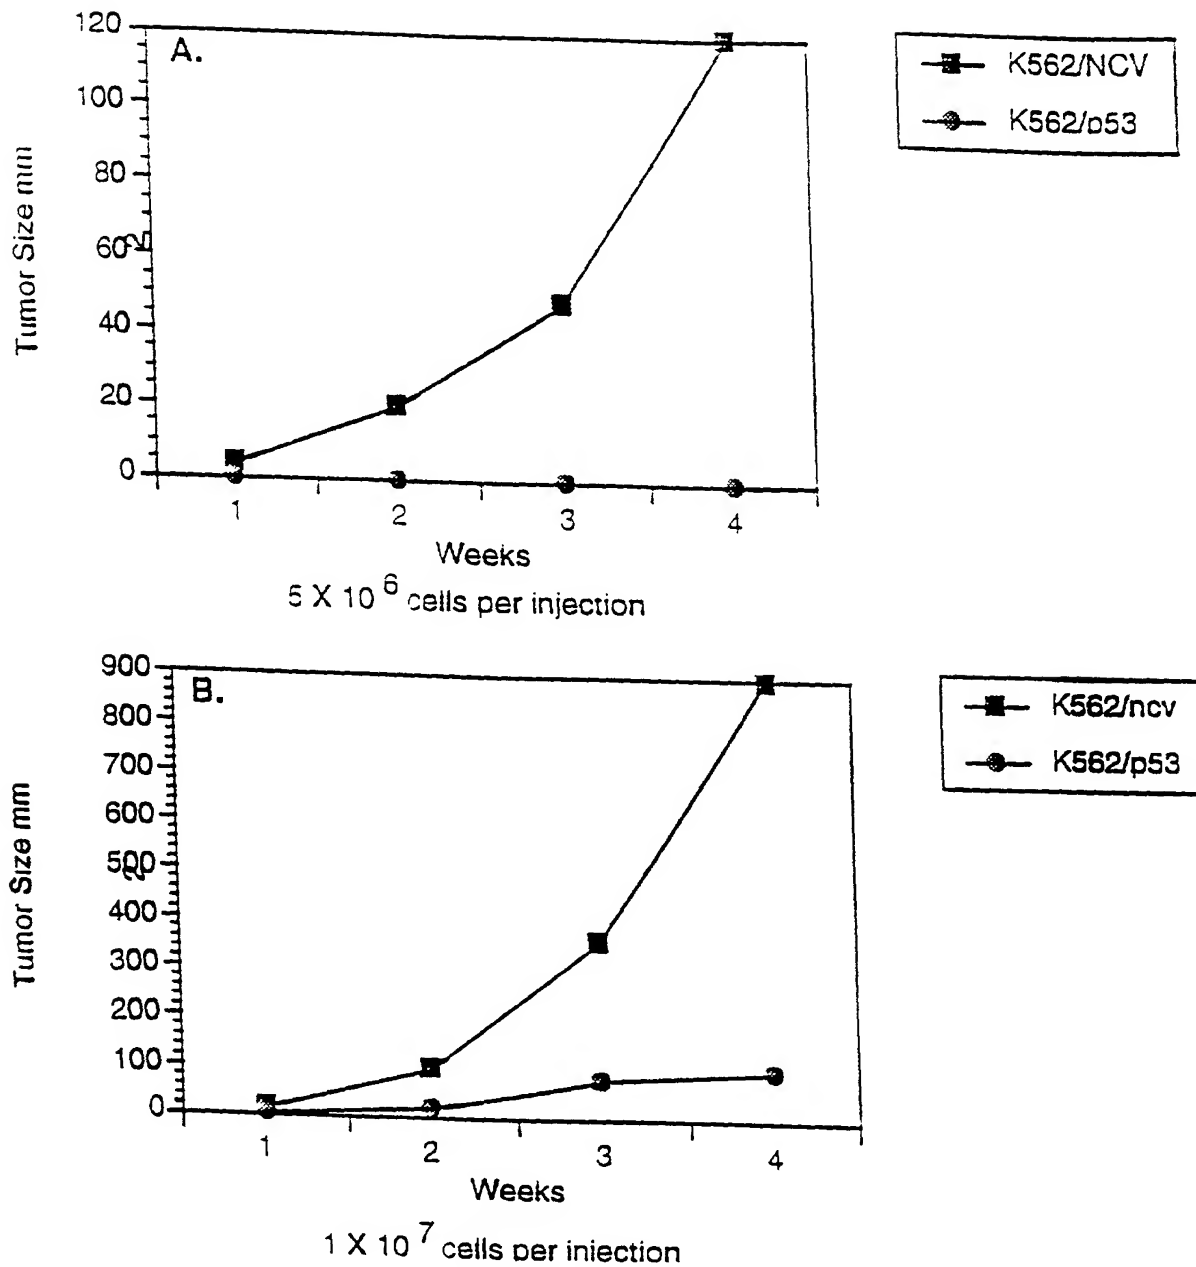 A.
120
100
80
60
40
20
0
Tumor Size mm 2
1 2 3 4
Weeks
5 X 10 6 cells per injection
K562/NCV
K562/p53
B.
900
800
700
600
500
400
300
200
100
0
Tumor Size mm 2
1 2 3 4
Weeks
1 X 10 7 cells per injection
K562/ncv
K562/p53